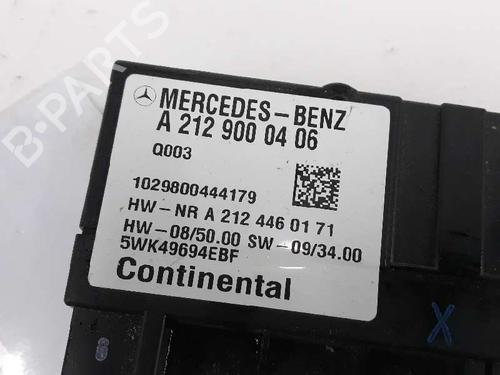 MERCEDES-BENZ
A 212 900 04 06
Q003
1029800444179
HW-NR A 212 446 01 71
HW-08/50.00 SW-09/34.00
5WK49694EBF
Continental
X
B-PARTS